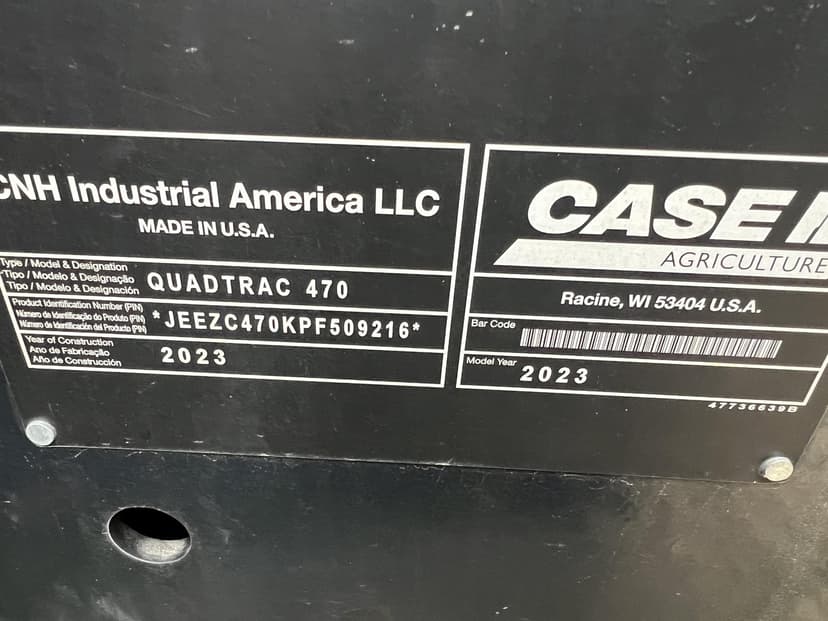 CNH Industrial America LLC
MADE IN U.S.A.
Type / Model & Designation
Tipo / Modelo & Designação
Tipo / Modelo & Designación
QUADTRAC 470
Product Identification Number (PIN)
Número de Identificação do Produto (PIN)
Número de Identificación del Producto (PIN)
*JEEZC470KPF509216*
Year of Construction
Ano de Fabricação
Año de Construcción
2023
CASE I
AGRICULTURE
Racine, WI 53404 U.S.A.
Bar Code
Model Year
2023
47736639B